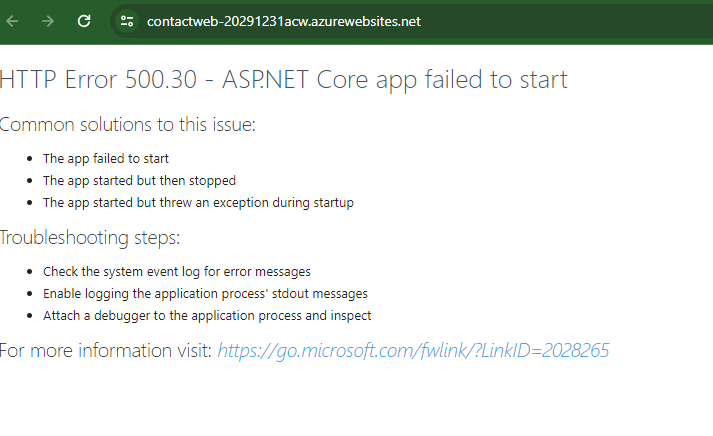 contactweb-20291231acw.azurewebsites.net
HTTP Error 500.30 - ASP.NET Core app failed to start
Common solutions to this issue:
• The app failed to start
• The app started but then stopped
• The app started but threw an exception during startup
Troubleshooting steps:
• Check the system event log for error messages
• Enable logging the application process' stdout messages
• Attach a debugger to the application process and inspect
For more information visit: https://go.microsoft.com/fwlink/?LinkID=2028265